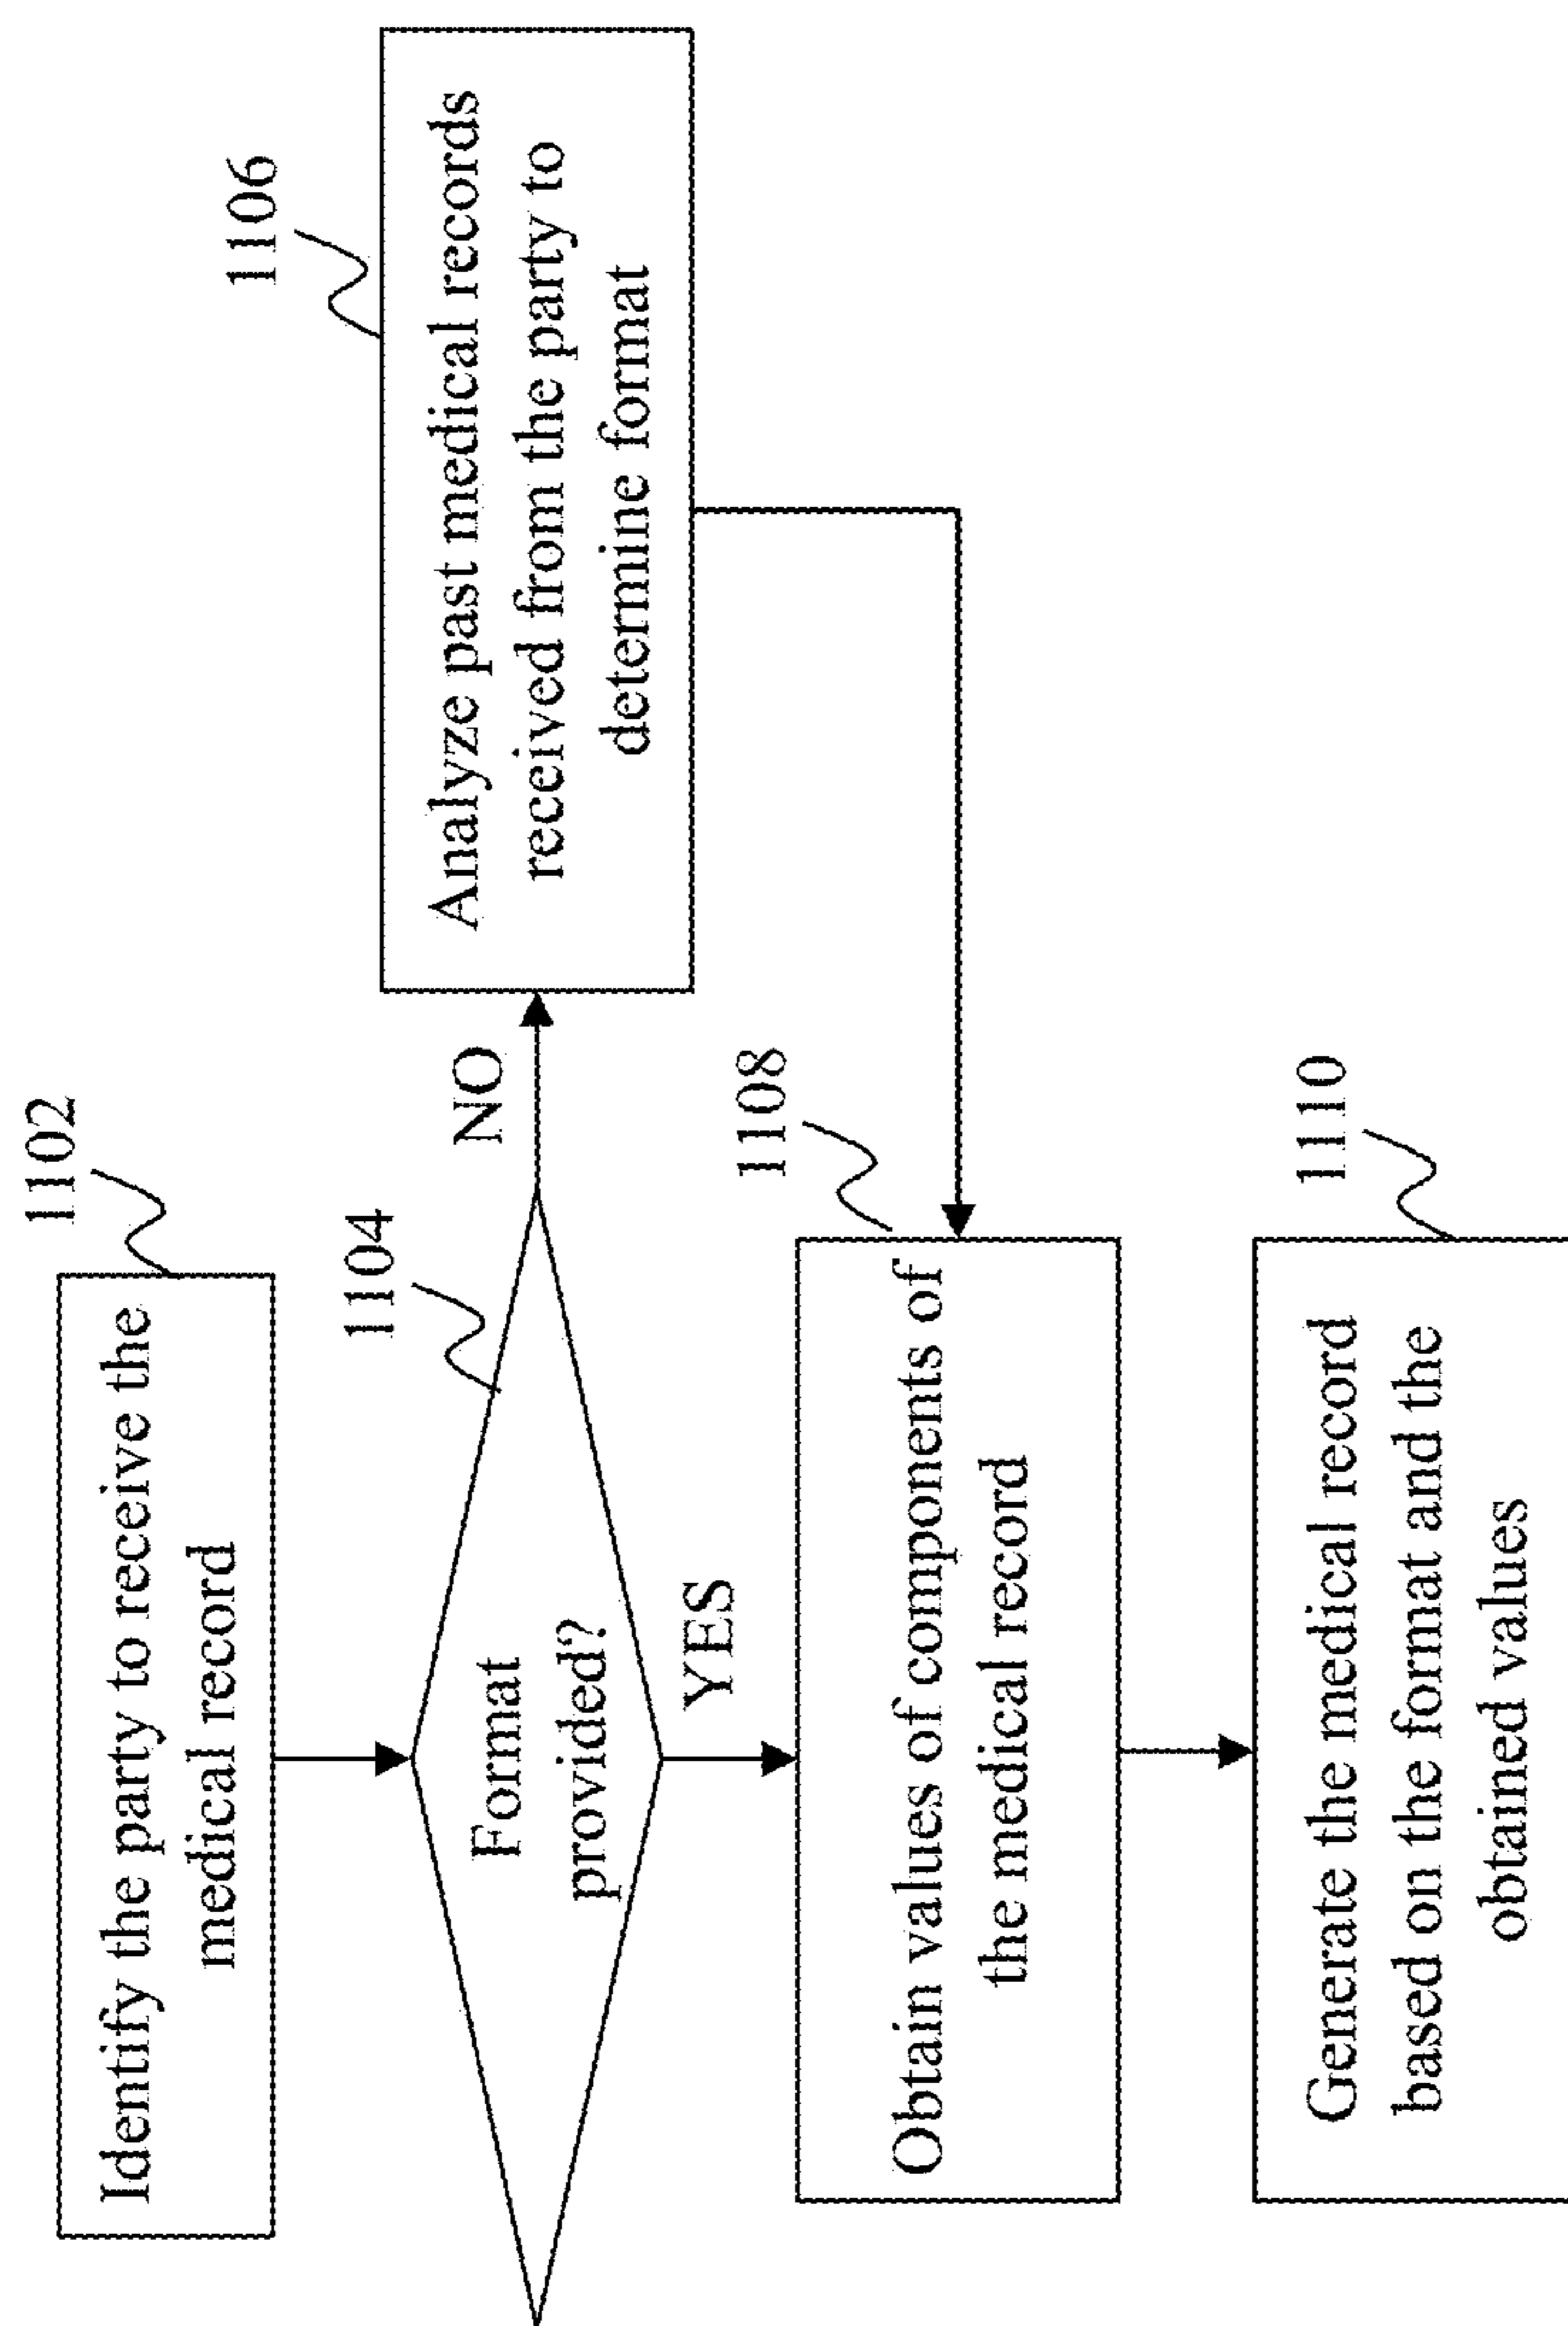 1102
Identify the party to receive the
medical record
1104
Format
provided?
NO
YES
1106
Analyze past medical records
received from the party to
determine format
1108
Obtain values of components of
the medical record
1110
Generate the medical record
based on the format and the
obtained values